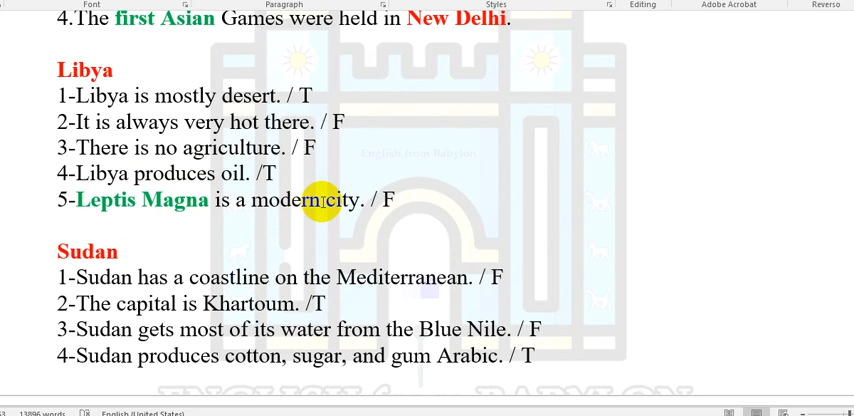 Font Paragraph Styles Editing Adobe Acrobat Reverso
4.The first Asian Games were held in New Delhi.
Libya
1-Libya is mostly desert. / T
2-It is always very hot there. / F
3-There is no agriculture. / F
English from Babylon
4-Libya produces oil. /T
5-Leptis Magna is a modern city. / F
Sudan
1-Sudan has a coastline on the Mediterranean. / F
2-The capital is Khartoum. /T
3-Sudan gets most of its water from the Blue Nile. / F
4-Sudan produces cotton, sugar, and gum Arabic. / T
13896 words English (United States)